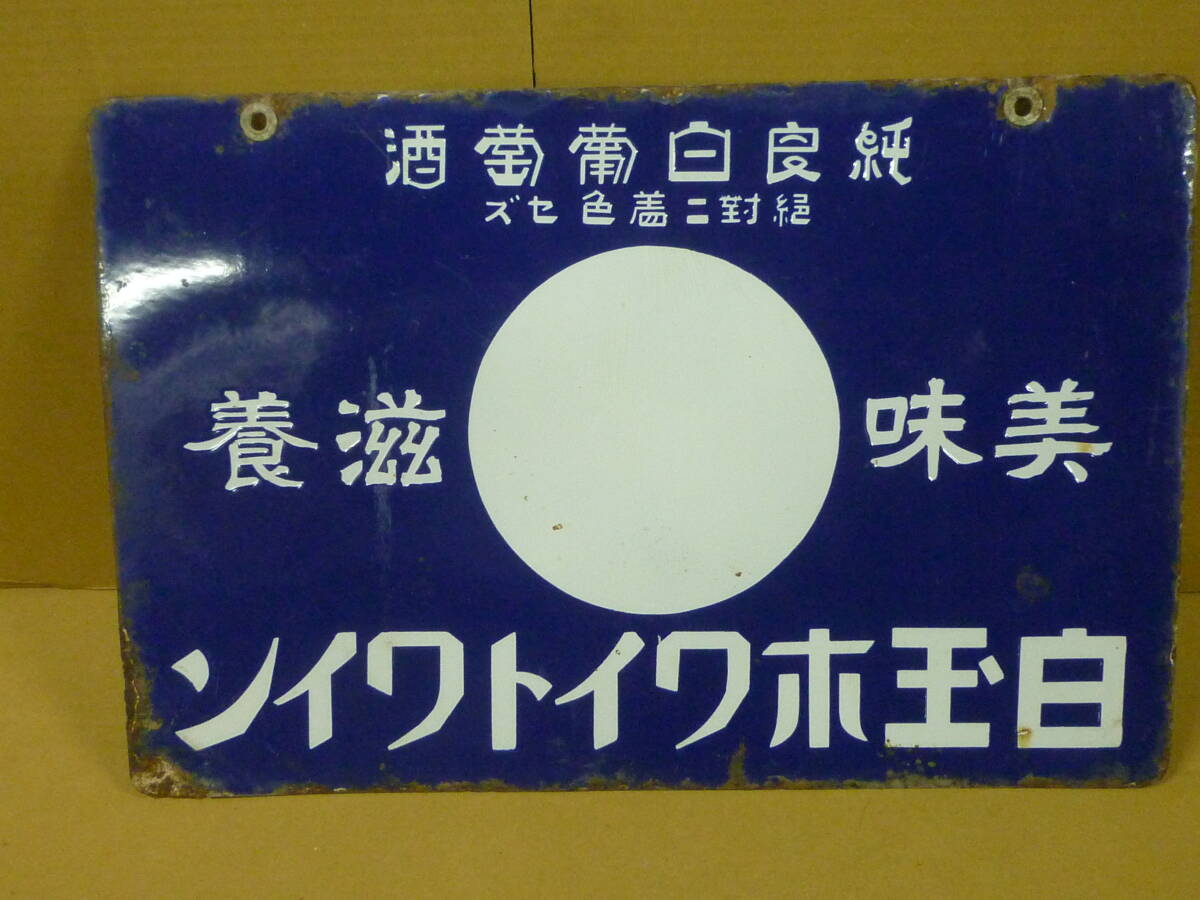 純良白葡萄酒
絶對ニ着色セズ
美味
滋養
白玉ホワイトワイン